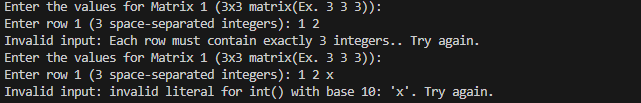 Enter the values for Matrix 1 (3x3 matrix(Ex. 3 3 3)):
Enter row 1 (3 space-separated integers): 1 2
Invalid input: Each row must contain exactly 3 integers.. Try again.
Enter the values for Matrix 1 (3x3 matrix(Ex. 3 3 3)):
Enter row 1 (3 space-separated integers): 1 2 x
Invalid input: invalid literal for int() with base 10: 'x'. Try again.